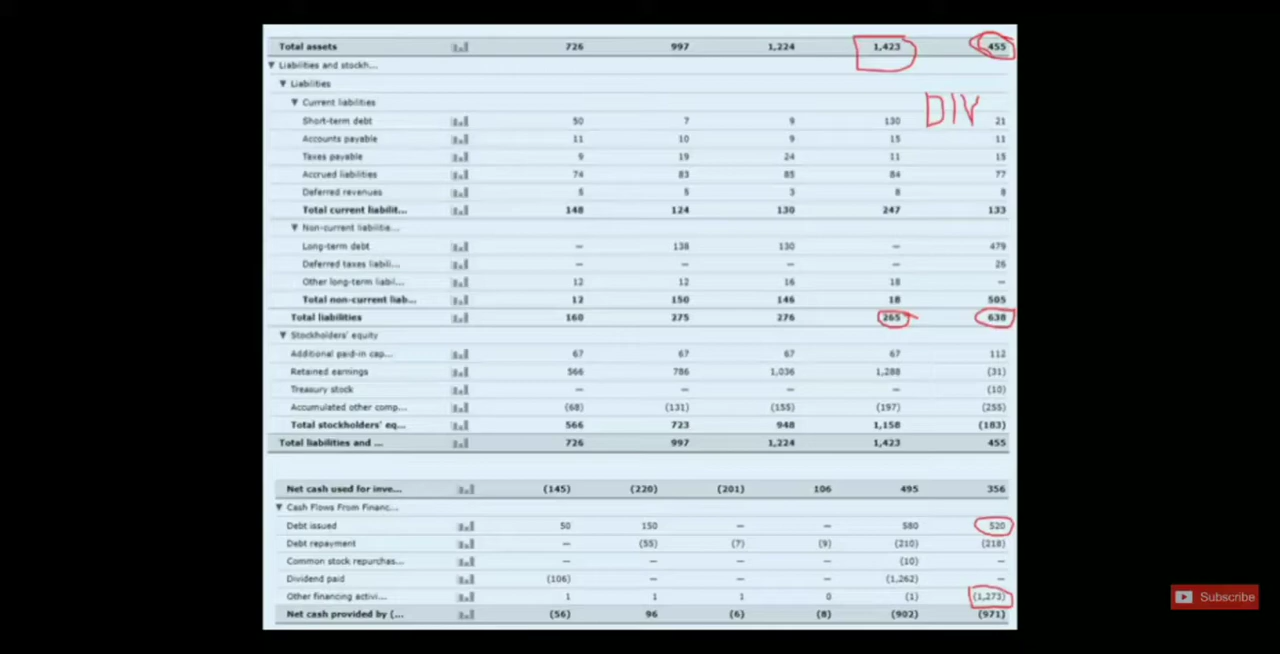 Total assets 726 997 1,224 1,423 455
Liabilities and stockh...
DIV
Liabilities
Current liabilities
Short-term debt 50 7 9 130 21
Accounts payable 11 10 9 15 11
Taxes payable 9 19 24 11 15
Accrued liabilities 74 83 85 84 77
Deferred revenues 5 5 3 8 8
Total current liabilit... 148 124 130 247 133
Non-current liabilitie...
Long-term debt — 138 130 — 479
Deferred taxes liabili... — — — — 26
Other long-term liabil... 12 12 16 18 —
Total non-current liab... 12 150 146 18 505
Total liabilities 160 275 276 265 638
Stockholders' equity
Additional paid-in cap... 67 67 67 67 112
Retained earnings 566 786 1,036 1,288 (31)
Treasury stock — — — — (10)
Accumulated other comp... (68) (131) (155) (197) (255)
Total stockholders' eq... 566 723 948 1,158 (183)
Total liabilities and ... 726 997 1,224 1,423 455
Net cash used for inve... (145) (220) (201) 106 495 356
Cash Flows From Financ...
Debt issued 50 150 — — 580 520
Debt repayment — (55) (7) (9) (210) (218)
Common stock repurchas... — — — — (10) —
Dividend paid (106) — — — (1,262) —
Other financing activi... 1 1 1 0 (1) (1,273)
Net cash provided by (... (56) 96 (6) (8) (902) (971)
Subscribe